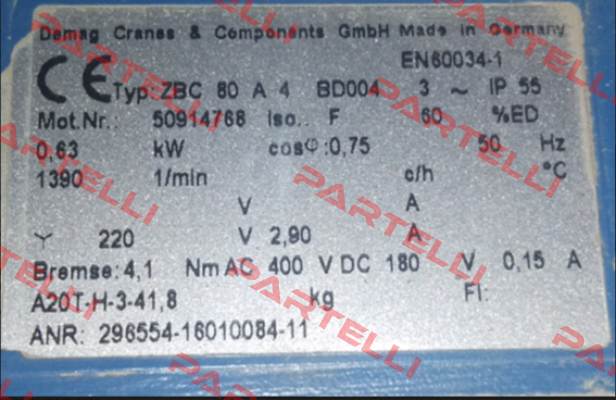 Demag Cranes & Components GmbH Made in Germany
EN60034-1
CE Typ: ZBC 80 A 4 BD004 3 ~ IP 55
Mot.Nr.: 50914768 Iso.. F 60 %ED
0,63 kW cosφ:0,75 50 Hz
1390 1/min c/h °C
V A
Y 220 V 2,90 A
Bremse:4,1 Nm AC 400 V DC 180 V 0,15 A
A20T-H-3-41,8 kg FI:
ANR: 296554-16010084-11
PARTELLI